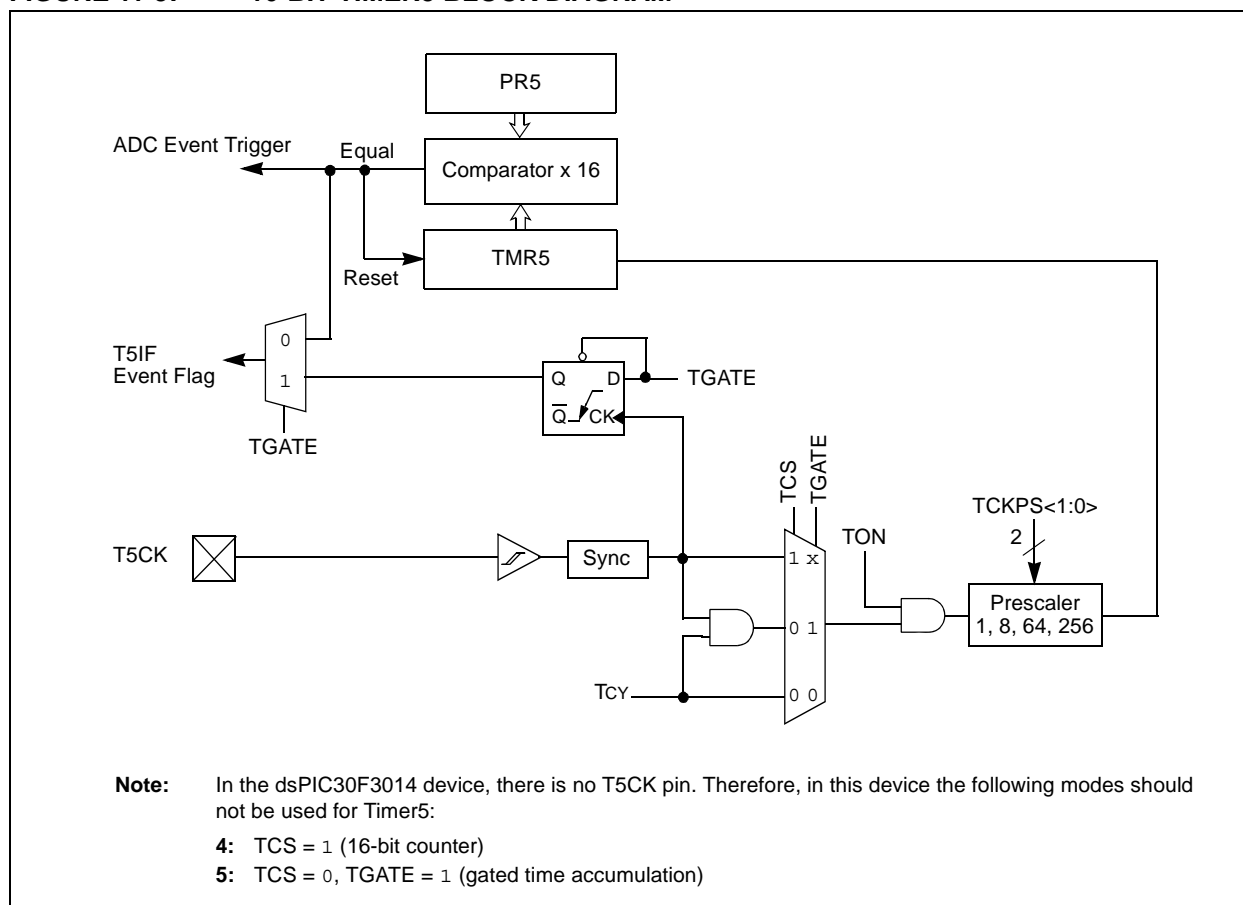 PR5
ADC Event Trigger
Equal
Comparator x 16
TMR5
Reset
0
T5IF
Event Flag
1
Q D
TGATE
Q CK
TGATE
TCS
TGATE
TCKPS<1:0>
2
TON
T5CK
Sync
1 x
Prescaler
1, 8, 64, 256
0 1
TCY
0 0
Note: In the dsPIC30F3014 device, there is no T5CK pin. Therefore, in this device the following modes should
not be used for Timer5:
4: TCS = 1 (16-bit counter)
5: TCS = 0, TGATE = 1 (gated time accumulation)